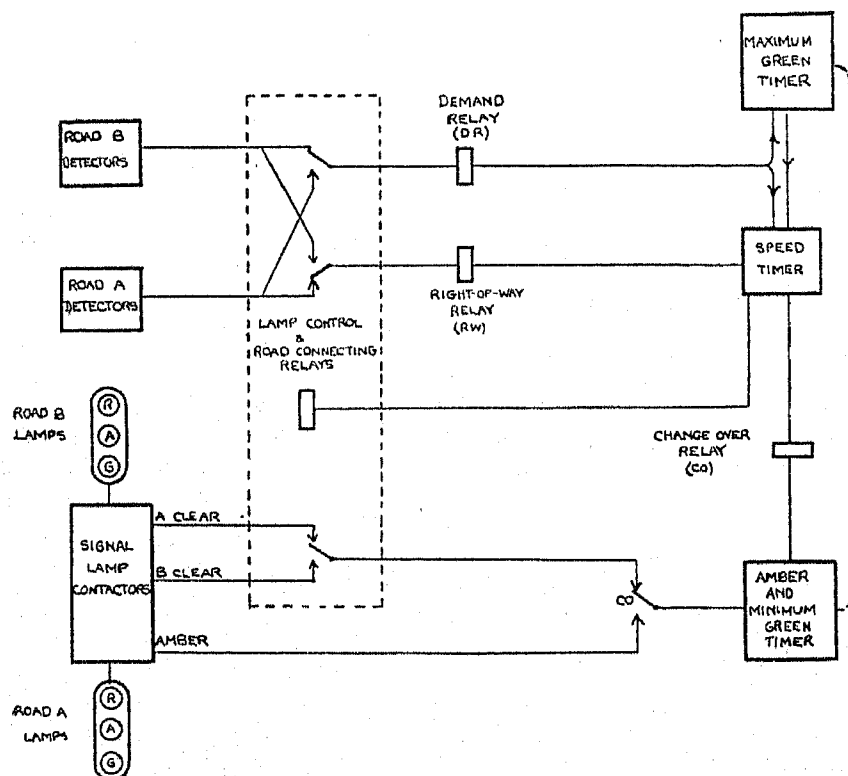 MAXIMUM
GREEN
TIMER
DEMAND
RELAY
(DR)
ROAD B
DETECTORS
SPEED
TIMER
ROAD A
DETECTORS
RIGHT-OF-WAY
RELAY
(RW)
LAMP CONTROL
&
ROAD CONNECTING
RELAYS
ROAD B
LAMPS
R
A
G
CHANGE OVER
RELAY
(CO)
A CLEAR
SIGNAL
LAMP
CONTACTORS
B CLEAR
CO
AMBER
AND
MINIMUM
GREEN
TIMER
AMBER
ROAD A
LAMPS
R
A
G